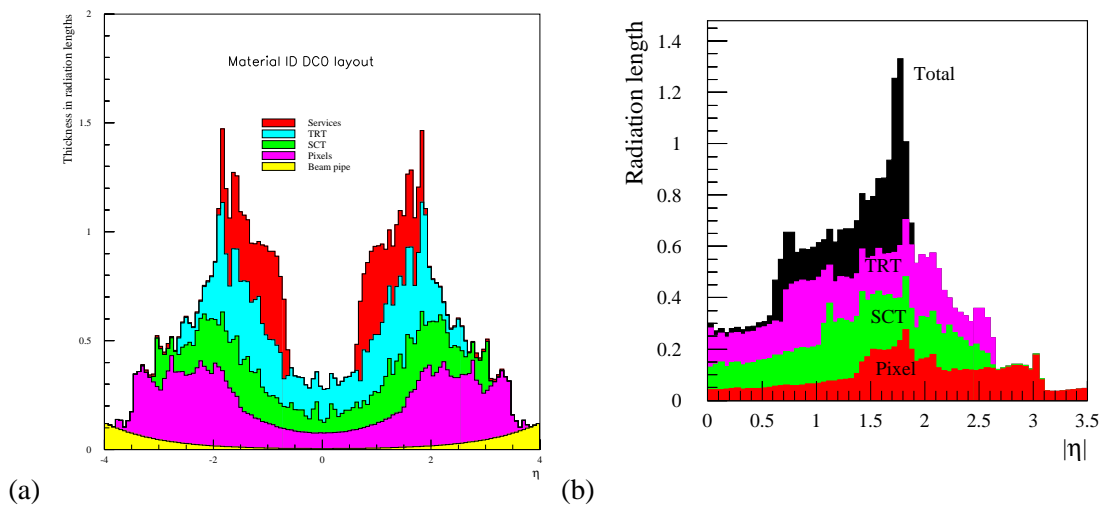 Thickness in radiation lengths
2
1.5
1
0.5
0
-4
-2
0
2
4
η
Material ID DC0 layout
Services
TRT
SCT
Pixels
Beam pipe
(a)
Radiation length
1.4
1.2
1
0.8
0.6
0.4
0.2
0
0
0.5
1
1.5
2
2.5
3
3.5
|η|
Total
TRT
SCT
Pixel
(b)